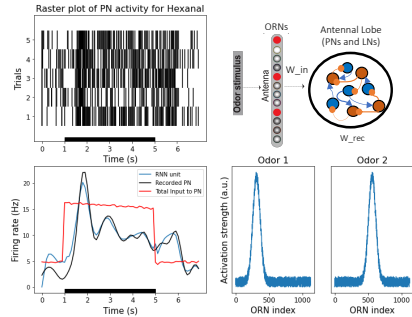 Raster plot of PN activity for Hexanal
Trials
5
4
3
2
1
0 1 2 3 4 5 6
Time (s)
ORNs
Odor stimulus
Antenna
W_in
Antennal Lobe
(PNs and LNs)
W_rec
Firing rate (Hz)
20
15
10
5
0
RNN unit
Recorded PN
Total Input to PN
0 1 2 3 4 5 6 7
Time (s)
Activation strength (a.u.)
Odor 1
0 500 1000
ORN index
Odor 2
0 500 1000
ORN index